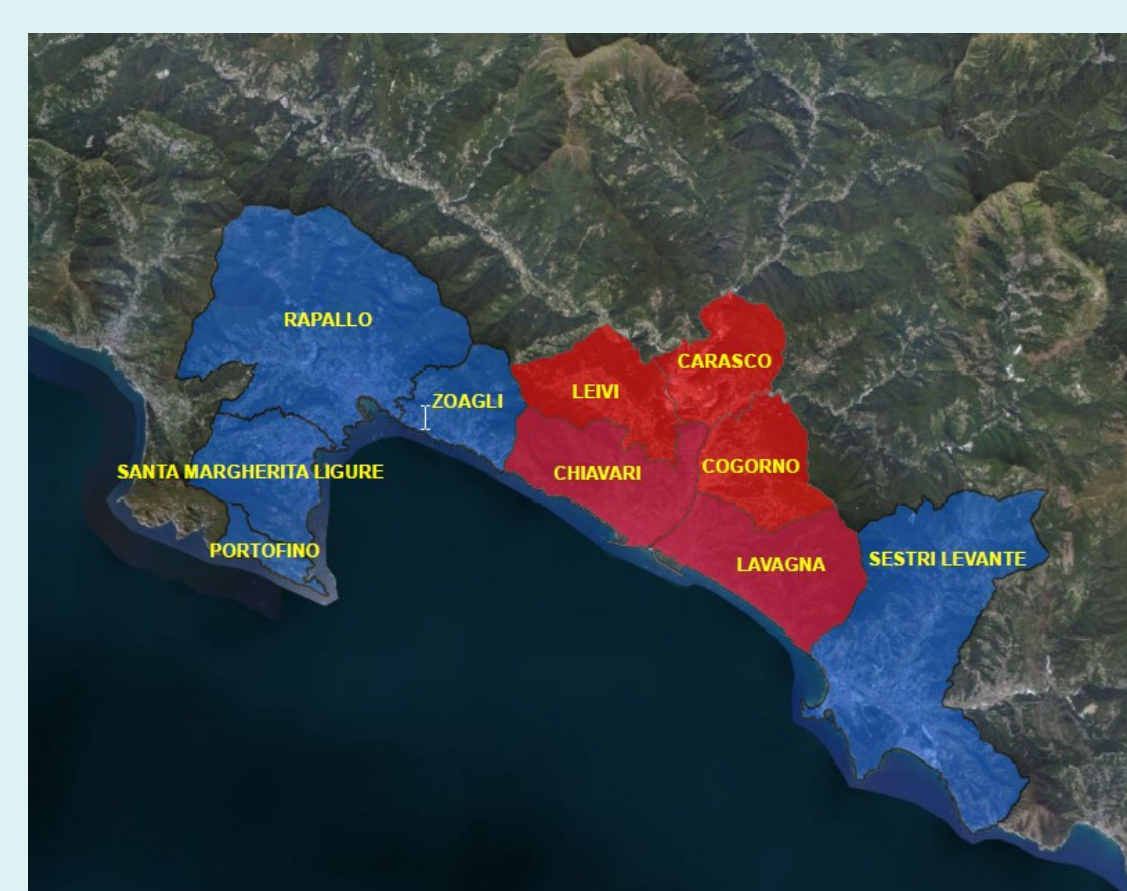 RAPALLO
CARASCO
LEIVI
ZOAGLI
SANTA MARGHERITA LIGURE
CHIAVARI
COGORNO
PORTOFINO
LAVAGNA
SESTRI LEVANTE